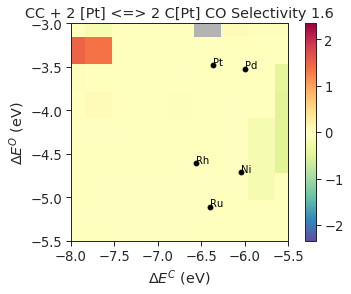 CC + 2 [Pt] <=> 2 C[Pt] CO Selectivity 1.6
−3.0
−3.5
−4.0
−4.5
−5.0
−5.5
ΔE^O (eV)
Pt
Pd
Rh
Ni
Ru
−8.0 −7.5 −7.0 −6.5 −6.0 −5.5
ΔE^C (eV)
2
1
0
−1
−2